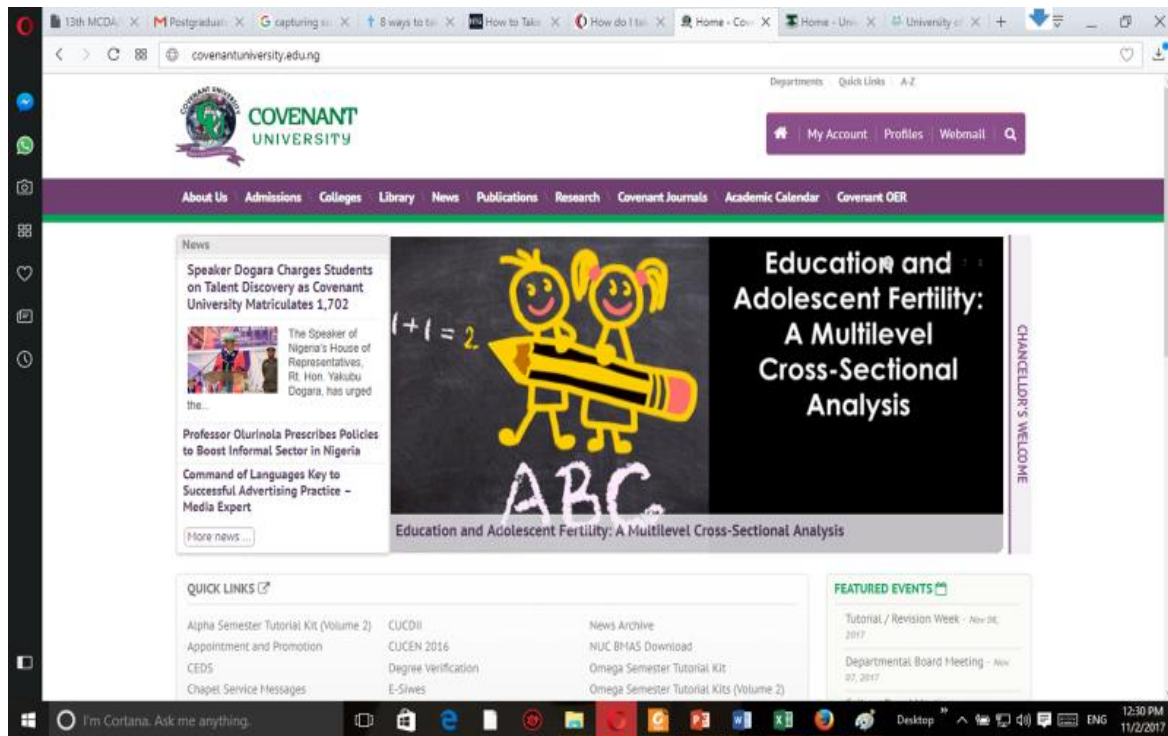 13th MCDA
Postgraduat
capturing su
8 ways to ta
How to Take
How do I ta
Home - Cov
Home - Uni
University of
covenantuniversity.edu.ng
Departments Quick Links A-Z
COVENANT
UNIVERSITY
My Account Profiles Webmail
About Us Admissions Colleges Library News Publications Research Covenant Journals Academic Calendar Covenant OER
News
Speaker Dogara Charges Students
on Talent Discovery as Covenant
University Matriculates 1,702
The Speaker of
Nigeria's House of
Representatives,
Rt. Hon. Yakubu
Dogara, has urged
the...
Professor Olurinola Prescribes Policies
to Boost Informal Sector in Nigeria
Command of Languages Key to
Successful Advertising Practice –
Media Expert
More news ...
1+1=2
ABC
Education and
Adolescent Fertility:
A Multilevel
Cross-Sectional
Analysis
Education and Adolescent Fertility: A Multilevel Cross-Sectional Analysis
CHANCELLOR'S WELCOME
QUICK LINKS
Alpha Semester Tutorial Kit (Volume 2) CUCDII News Archive
Appointment and Promotion CUCEN 2016 NUC BMAS Download
CEDS Degree Verification Omega Semester Tutorial Kit
Chapel Service Messages E-Siwes Omega Semester Tutorial Kits (Volume 2)
FEATURED EVENTS
Tutorial / Revision Week - Nov 06,
2017
Departmental Board Meeting - Nov
07, 2017
I'm Cortana. Ask me anything.
Desktop ENG 12:30 PM
11/2/2017